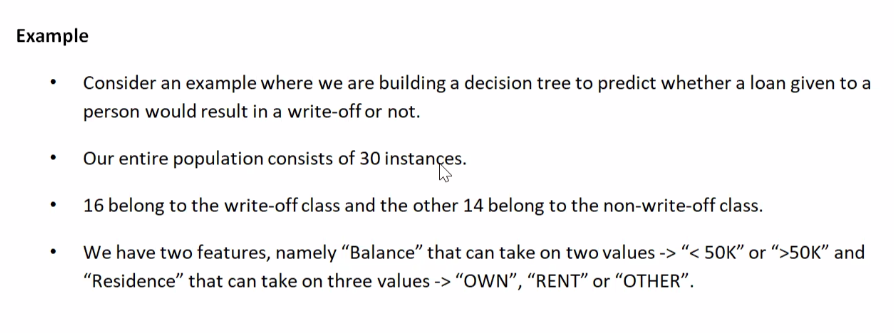 Example
• Consider an example where we are building a decision tree to predict whether a loan given to a
person would result in a write-off or not.
• Our entire population consists of 30 instances.
• 16 belong to the write-off class and the other 14 belong to the non-write-off class.
• We have two features, namely “Balance” that can take on two values -> “< 50K” or “>50K” and
“Residence” that can take on three values -> “OWN”, “RENT” or “OTHER”.